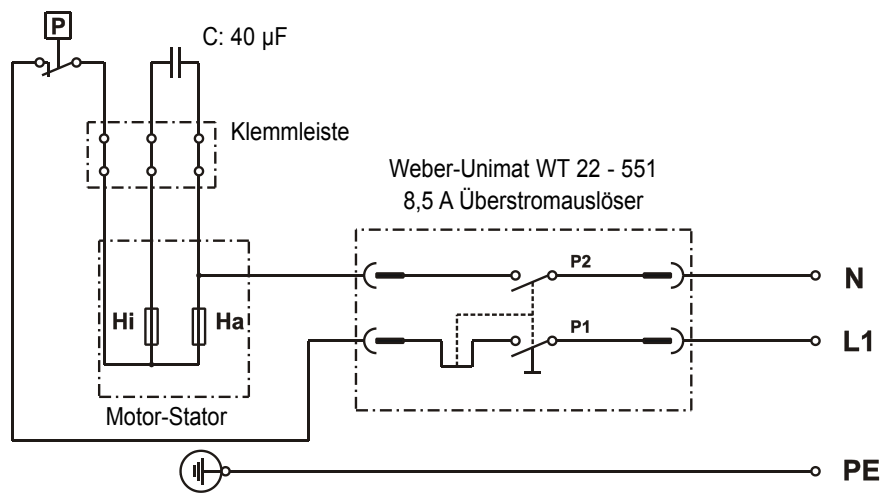 P
C: 40 µF
Klemmleiste
Weber-Unimat WT 22 - 551
8,5 A Überstromauslöser
P2
N
Hi
Ha
P1
L1
Motor-Stator
PE